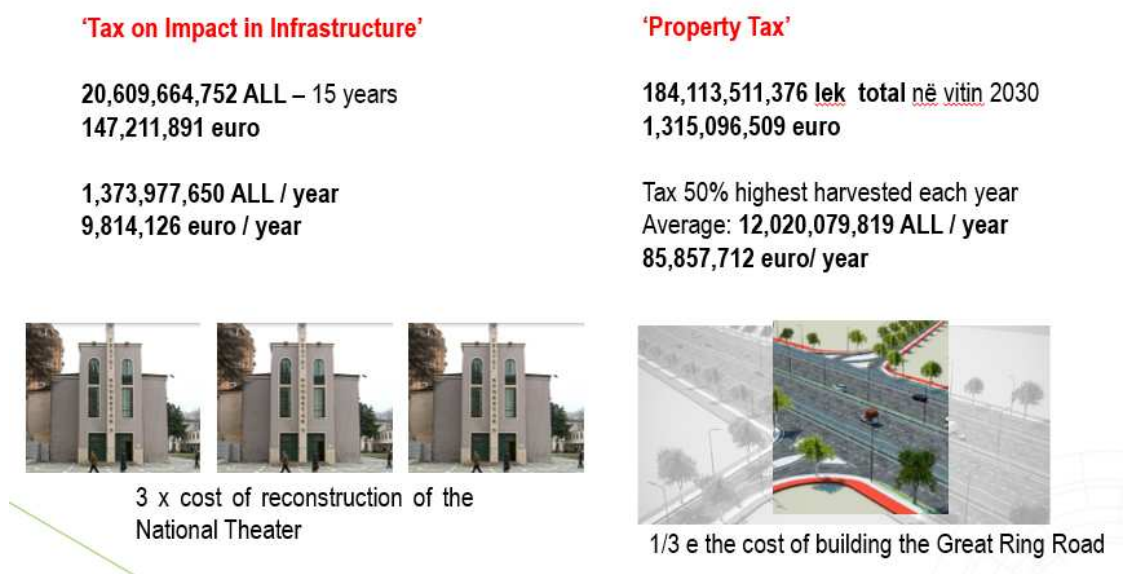 ‘Tax on Impact in Infrastructure’
20,609,664,752 ALL – 15 years
147,211,891 euro
1,373,977,650 ALL / year
9,814,126 euro / year
3 x cost of reconstruction of the
National Theater
‘Property Tax’
184,113,511,376 lek total në vitin 2030
1,315,096,509 euro
Tax 50% highest harvested each year
Average: 12,020,079,819 ALL / year
85,857,712 euro/ year
1/3 e the cost of building the Great Ring Road